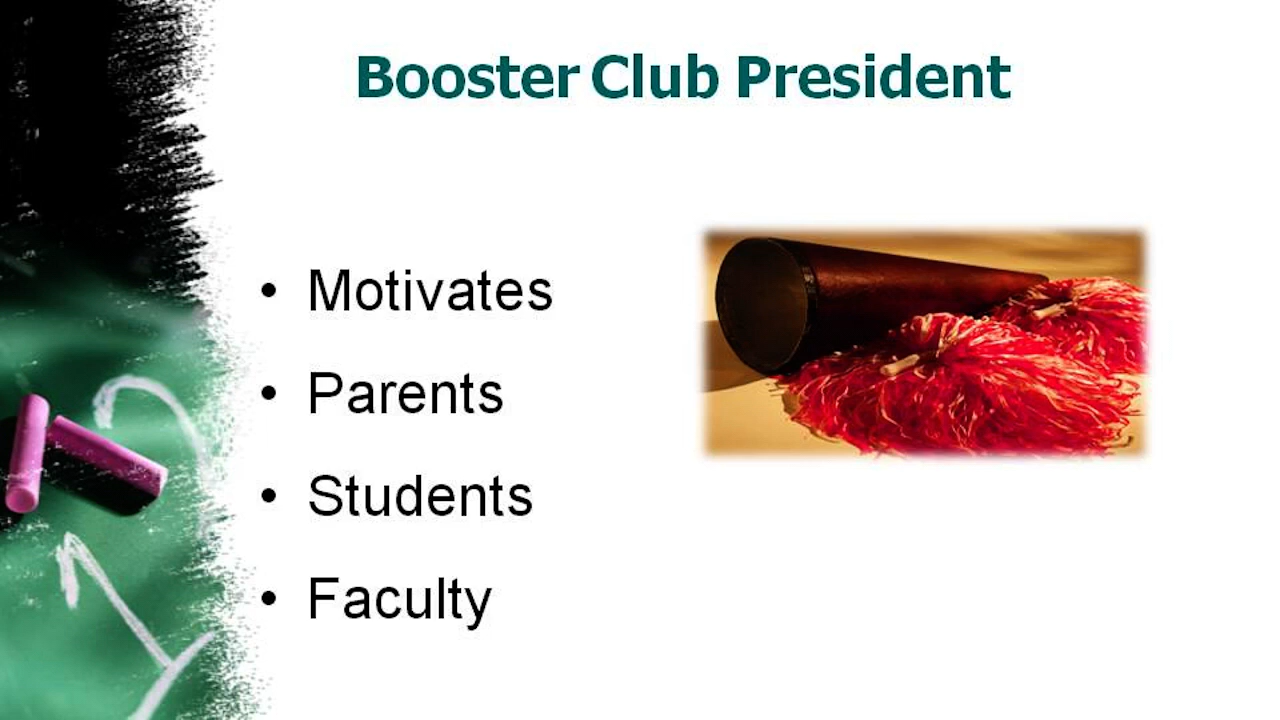 Booster Club President
• Motivates
• Parents
• Students
• Faculty